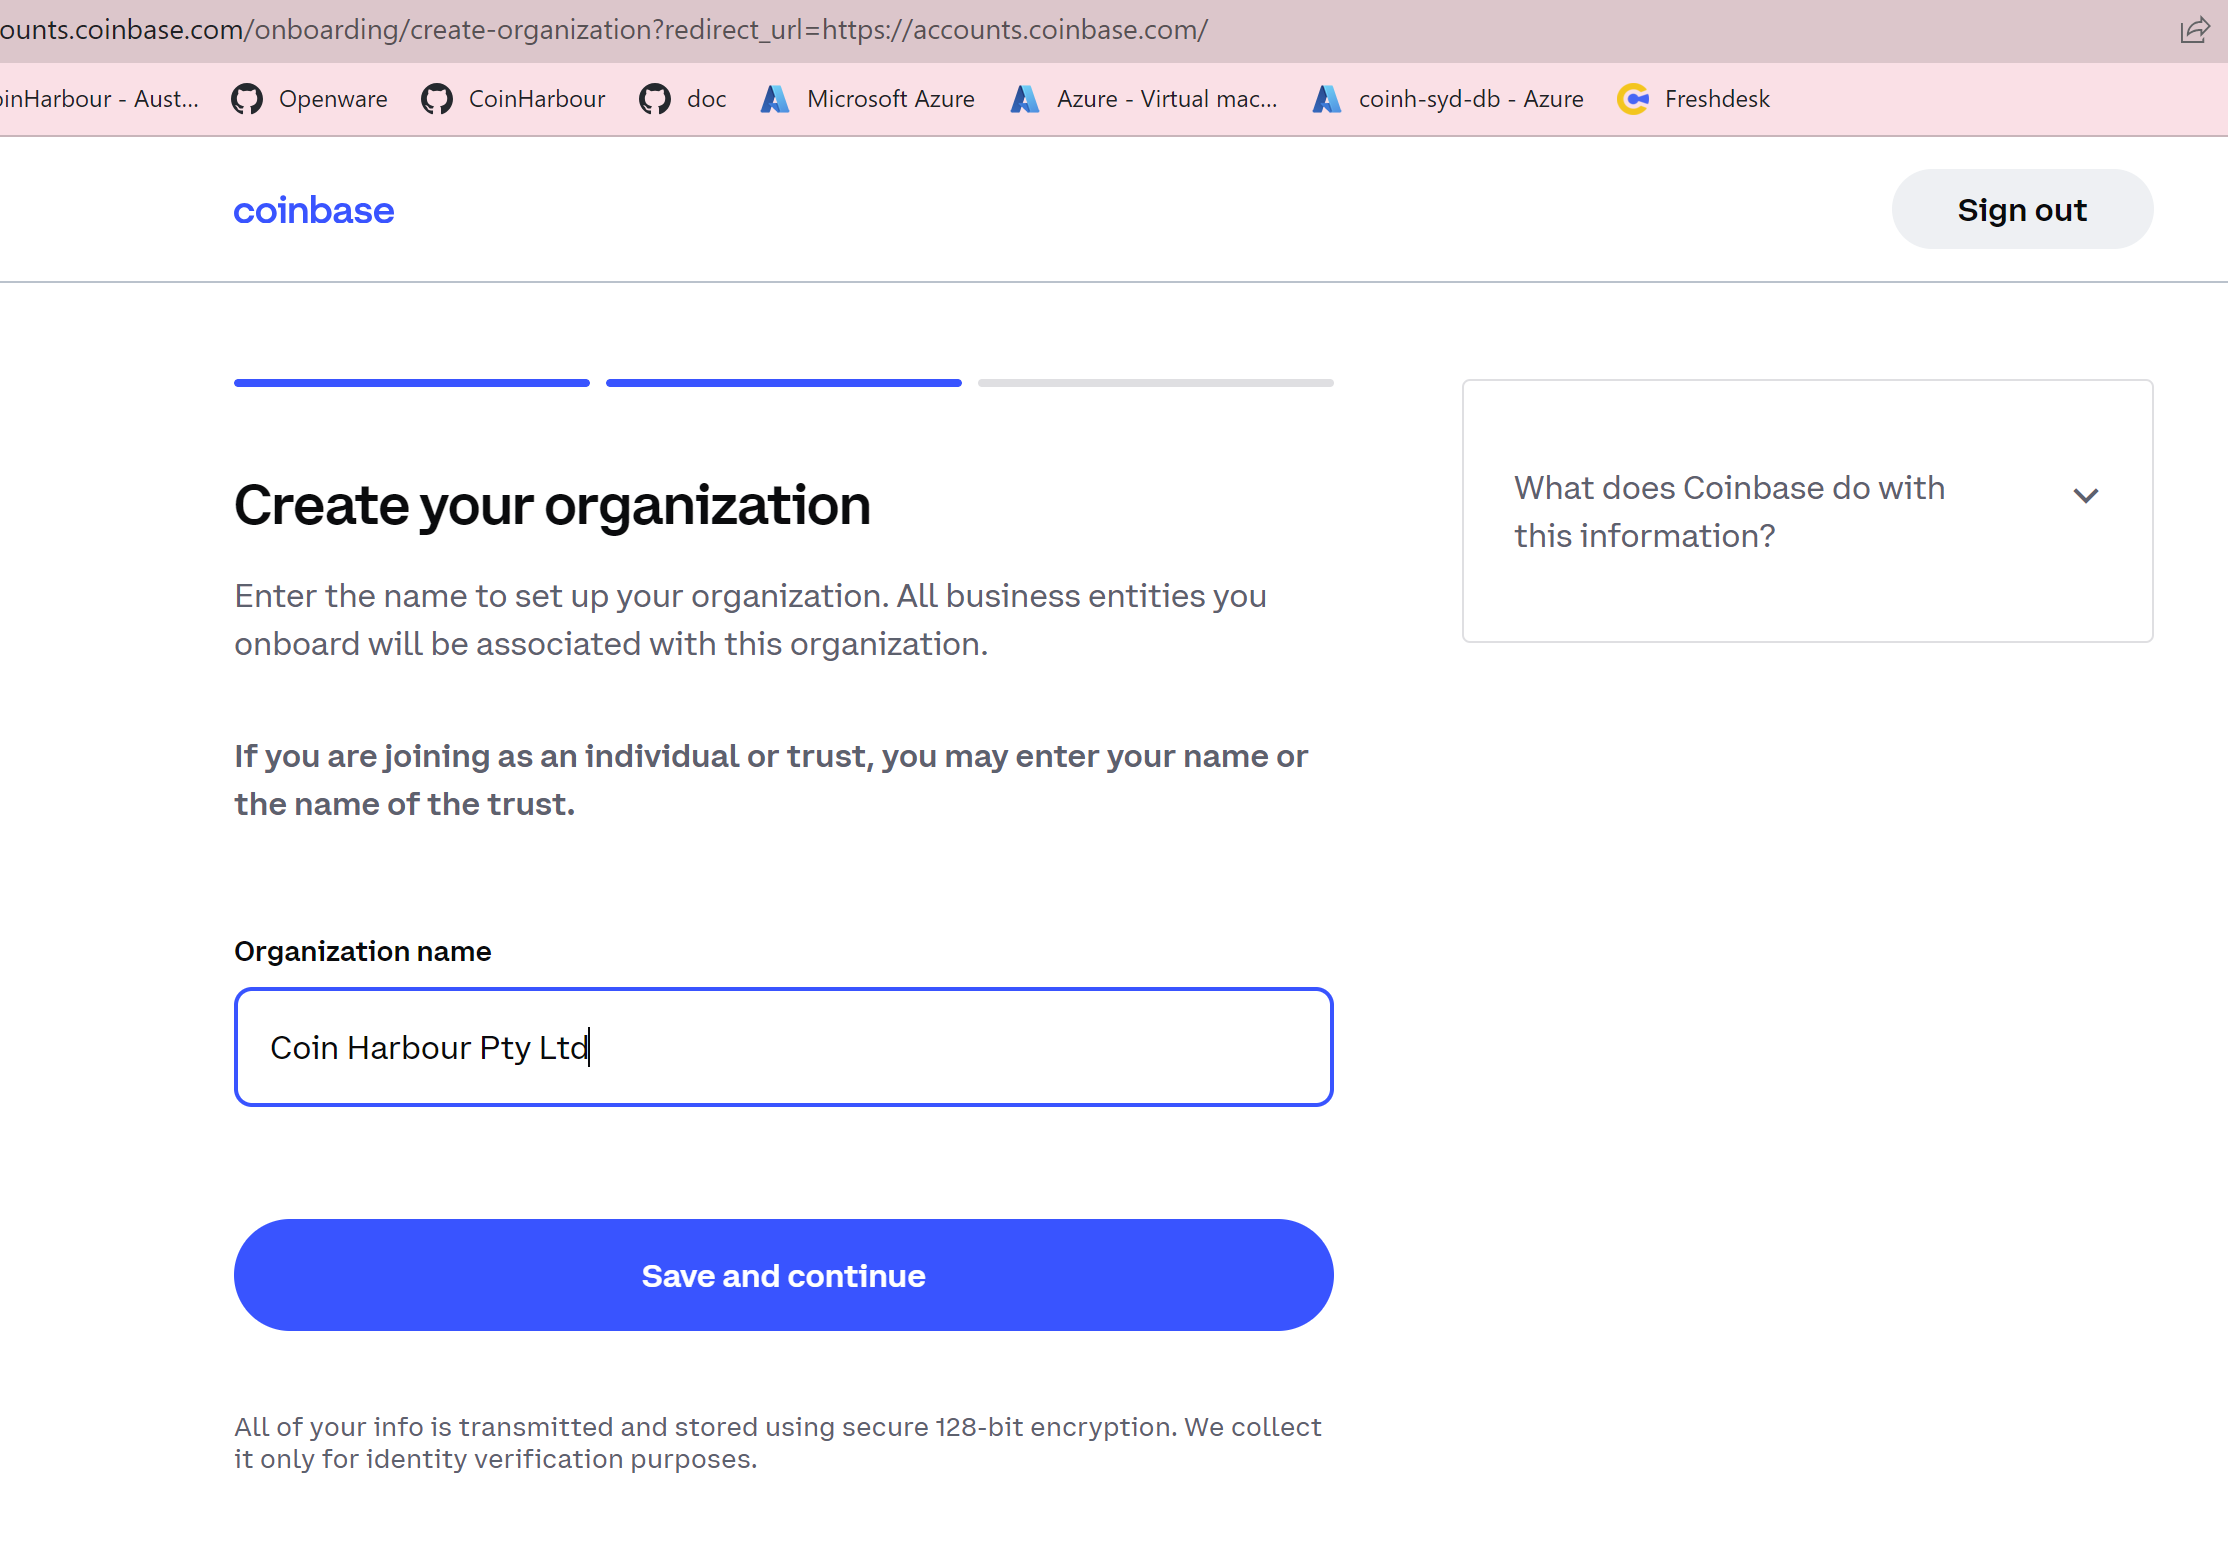 ounts.coinbase.com/onboarding/create-organization?redirect_url=https://accounts.coinbase.com/
oinHarbour - Aust... Openware CoinHarbour doc Microsoft Azure Azure - Virtual mac... coinh-syd-db - Azure Freshdesk
coinbase
Sign out
Create your organization
Enter the name to set up your organization. All business entities you
onboard will be associated with this organization.
If you are joining as an individual or trust, you may enter your name or
the name of the trust.
Organization name
Coin Harbour Pty Ltd
Save and continue
All of your info is transmitted and stored using secure 128-bit encryption. We collect
it only for identity verification purposes.
What does Coinbase do with
this information?